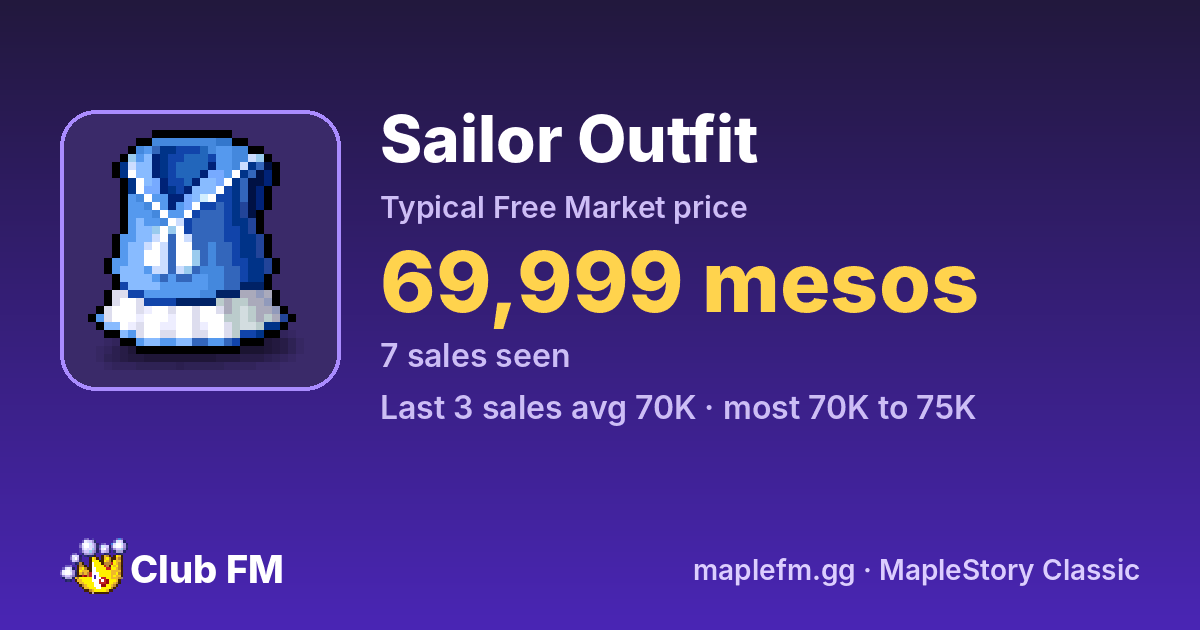 Sailor Outfit
Typical Free Market price
69,999 mesos
7 sales seen
Last 3 sales avg 70K · most 70K to 75K
Club FM
maplefm.gg · MapleStory Classic